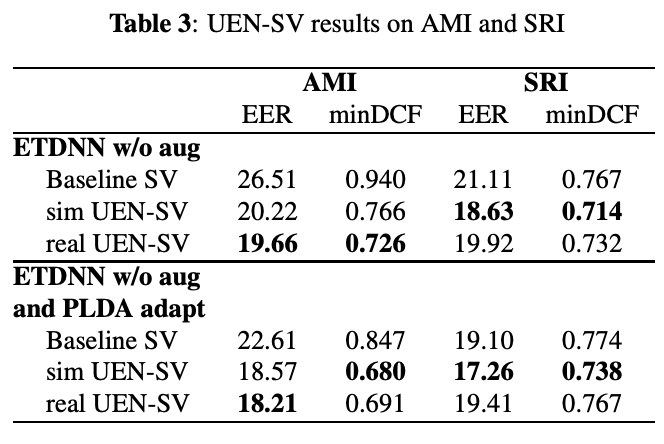 Table 3: UEN-SV results on AMI and SRI
AMI SRI
EER minDCF EER minDCF
ETDNN w/o aug
Baseline SV 26.51 0.940 21.11 0.767
sim UEN-SV 20.22 0.766 18.63 0.714
real UEN-SV 19.66 0.726 19.92 0.732
ETDNN w/o aug
and PLDA adapt
Baseline SV 22.61 0.847 19.10 0.774
sim UEN-SV 18.57 0.680 17.26 0.738
real UEN-SV 18.21 0.691 19.41 0.767